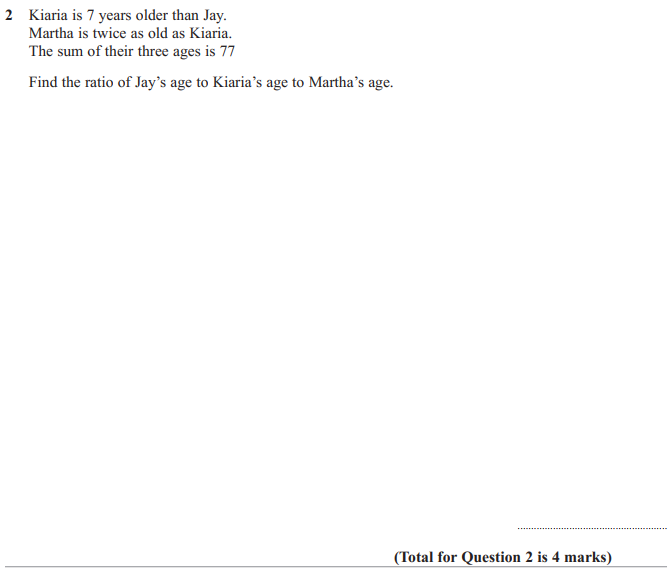 2 Kiaria is 7 years older than Jay.
Martha is twice as old as Kiaria.
The sum of their three ages is 77
Find the ratio of Jay’s age to Kiaria’s age to Martha’s age.
(Total for Question 2 is 4 marks)